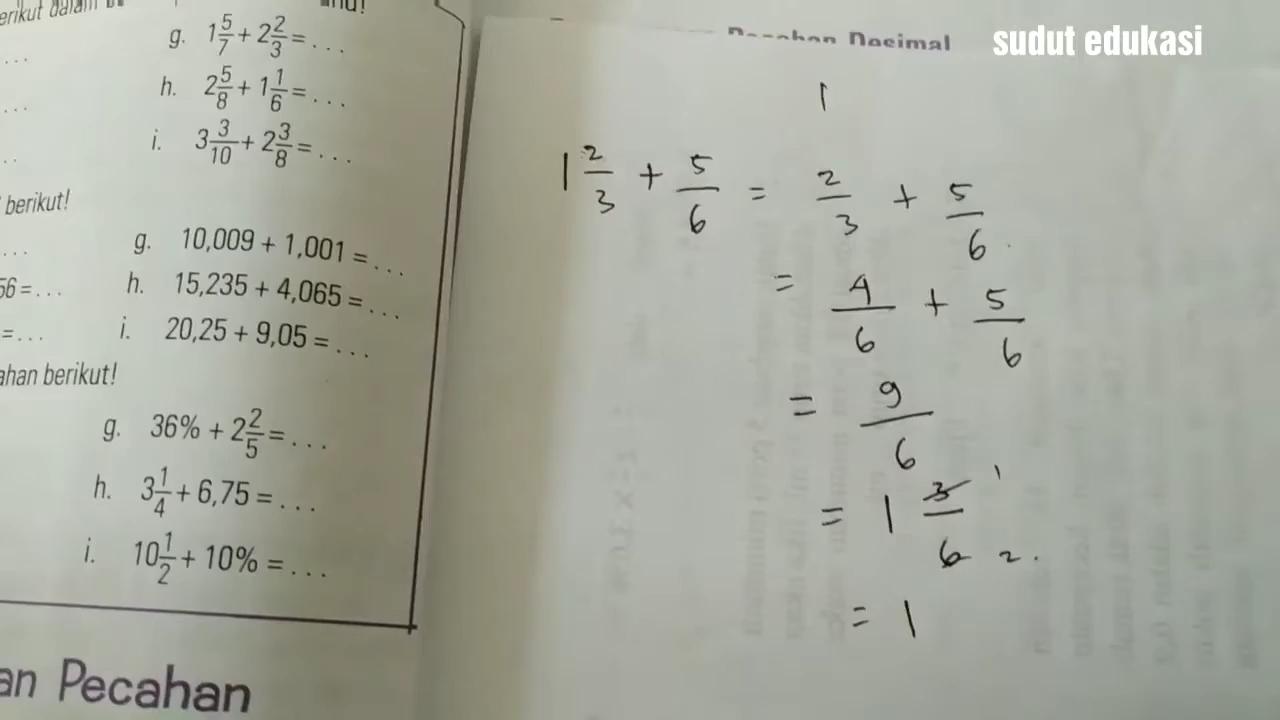 sudut edukasi
g. 1 5/7 + 2 2/3 = ...
h. 2 5/8 + 1 1/6 = ...
i. 3 3/10 + 2 3/8 = ...
berikut!
g. 10,009 + 1,001 = ...
h. 15,235 + 4,065 = ...
i. 20,25 + 9,05 = ...
berikut!
g. 36% + 2 2/5 = ...
h. 3 1/4 + 6,75 = ...
i. 10 1/2 + 10% = ...
Pecahan
Pecahan Desimal
1
1 2/3 + 5/6 = 2/3 + 5/6
= 4/6 + 5/6
= 9/6
= 1 3/6 1 2
= 1